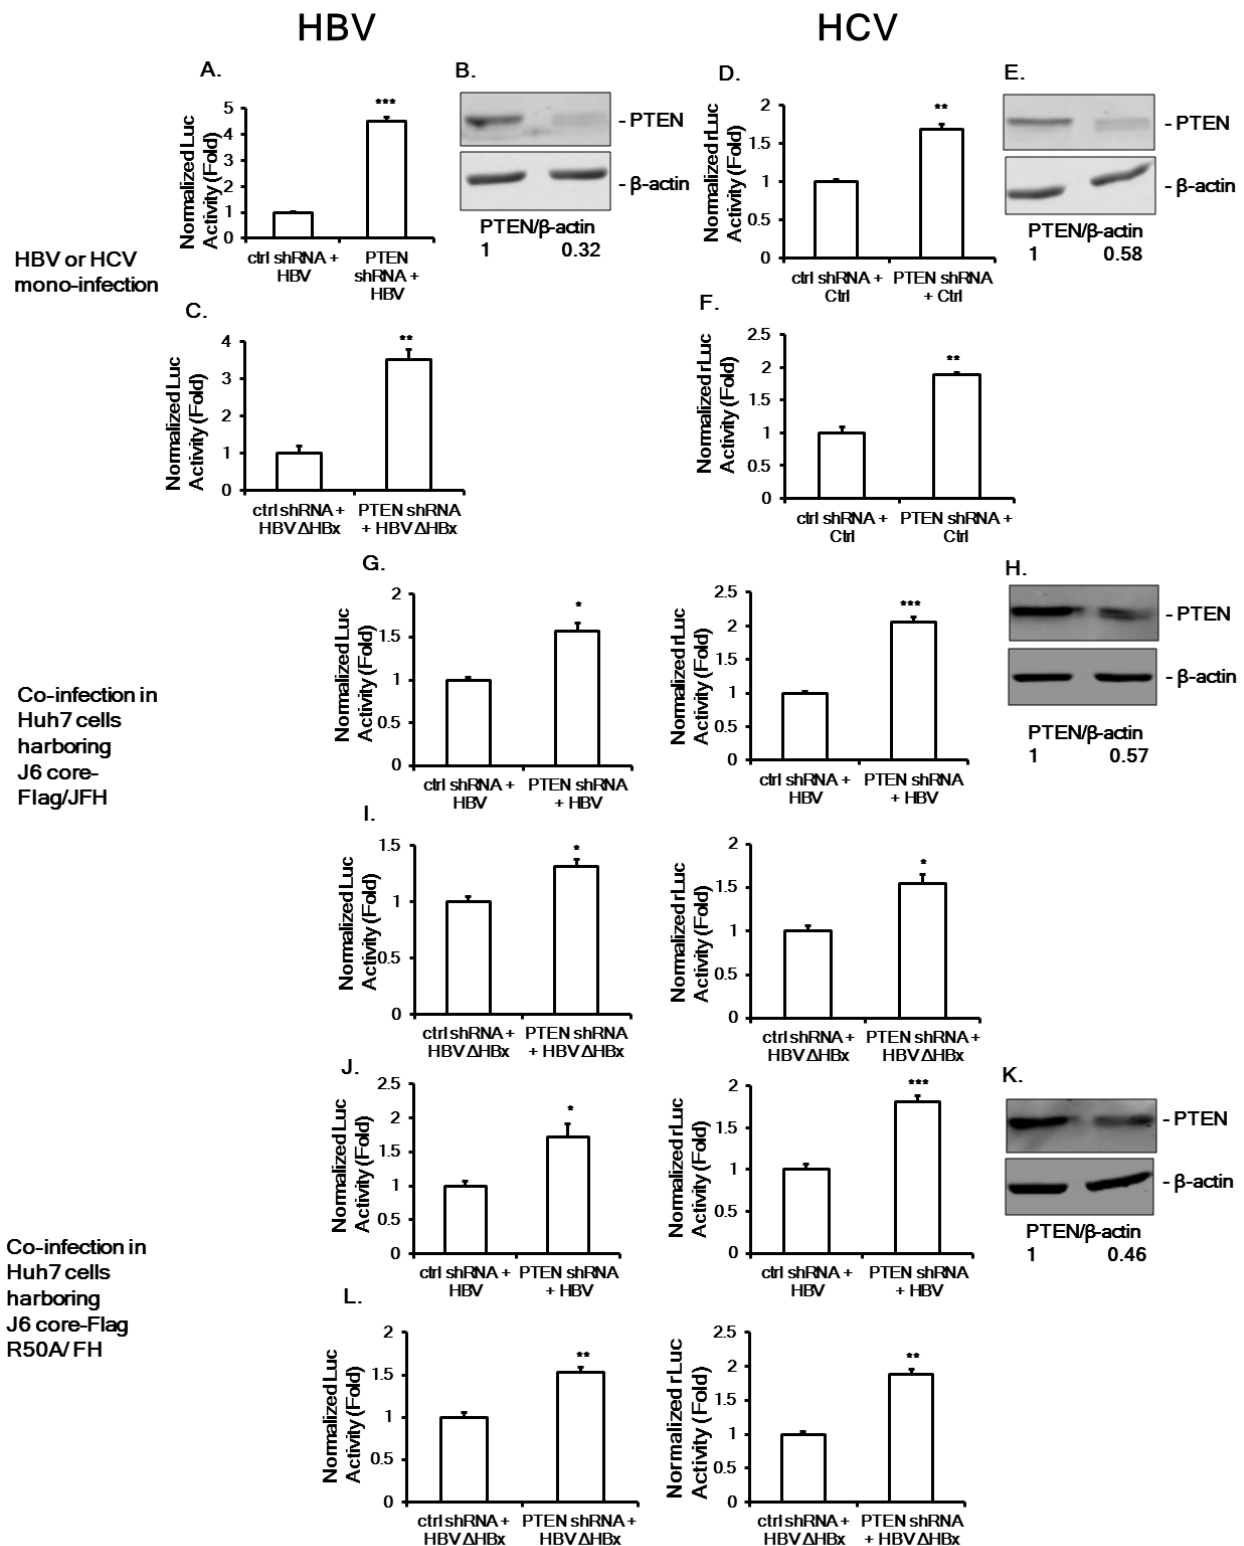 HBV
HCV
A.
Normalized Luc
Activity (Fold)
5
4
3
2
1
0
***
ctrl shRNA +
HBV
PTEN
shRNA +
HBV
B.
- PTEN
- β-actin
PTEN/β-actin
1 0.32
D.
Normalized rLuc
Activity (Fold)
2
1.5
1
0.5
0
**
ctrl shRNA +
Ctrl
PTEN shRNA
+ Ctrl
E.
- PTEN
- β-actin
PTEN/β-actin
1 0.58
HBV or HCV
mono-infection
C.
Normalized Luc
Activity (Fold)
4
3
2
1
0
**
ctrl shRNA +
HBV ΔHBx
PTEN shRNA
+ HBV ΔHBx
F.
Normalized rLuc
Activity (Fold)
2.5
2
1.5
1
0.5
0
**
ctrl shRNA +
Ctrl
PTEN shRNA +
Ctrl
Co-infection in
Huh7 cells
harboring
J6 core-
Flag/JFH
G.
Normalized Luc
Activity (Fold)
2
1.5
1
0.5
0
*
ctrl shRNA +
HBV
PTEN shRNA
+ HBV
Normalized rLuc
Activity (Fold)
2.5
2
1.5
1
0.5
0
***
ctrl shRNA +
HBV
PTEN shRNA
+ HBV
H.
- PTEN
- β-actin
PTEN/β-actin
1 0.57
I.
Normalized Luc
Activity (Fold)
1.5
1
0.5
0
*
ctrl shRNA +
HBV ΔHBx
PTEN shRNA
+ HBV ΔHBx
Normalized rLuc
Activity (Fold)
2
1.5
1
0.5
0
*
ctrl shRNA +
HBV ΔHBx
PTEN shRNA +
HBV ΔHBx
Co-infection in
Huh7 cells
harboring
J6 core-Flag
R50A/ FH
J.
Normalized Luc
Activity (Fold)
2.5
2
1.5
1
0.5
0
*
ctrl shRNA +
HBV
PTEN shRNA
+ HBV
Normalized rLuc
Activity (Fold)
2
1.5
1
0.5
0
***
ctrl shRNA +
HBV
PTEN shRNA
+ HBV
K.
- PTEN
- β-actin
PTEN/β-actin
1 0.46
L.
Normalized Luc
Activity (Fold)
2
1.5
1
0.5
0
**
ctrl shRNA +
HBV ΔHBx
PTEN shRNA +
HBV ΔHBx
Normalized rLuc
Activity (Fold)
2.5
2
1.5
1
0.5
0
**
ctrl shRNA +
HBV ΔHBx
PTEN shRNA
+ HBV ΔHBx